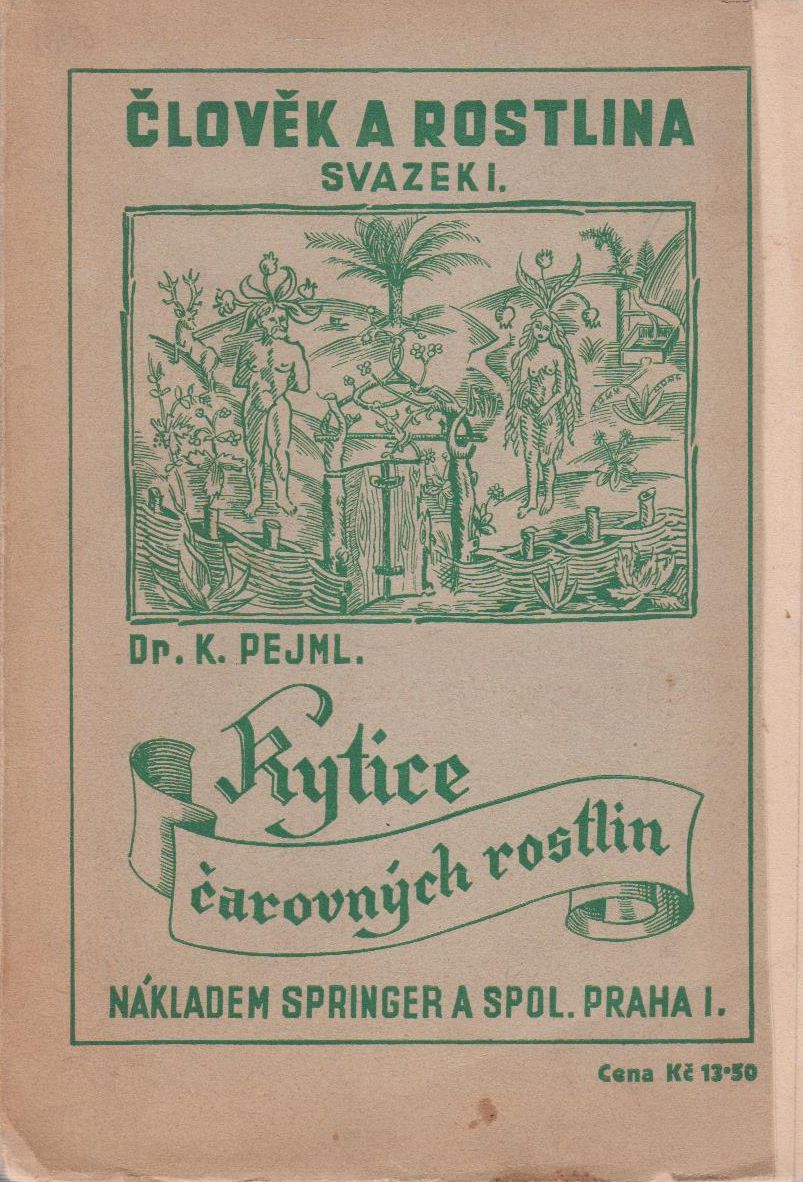 ČLOVĚK A ROSTLINA
SVAZEK I.
Dr. K. PEJML.
Kytice
čarovných rostlin
NÁKLADEM SPRINGER A SPOL. PRAHA I.
Cena Kč 13·50